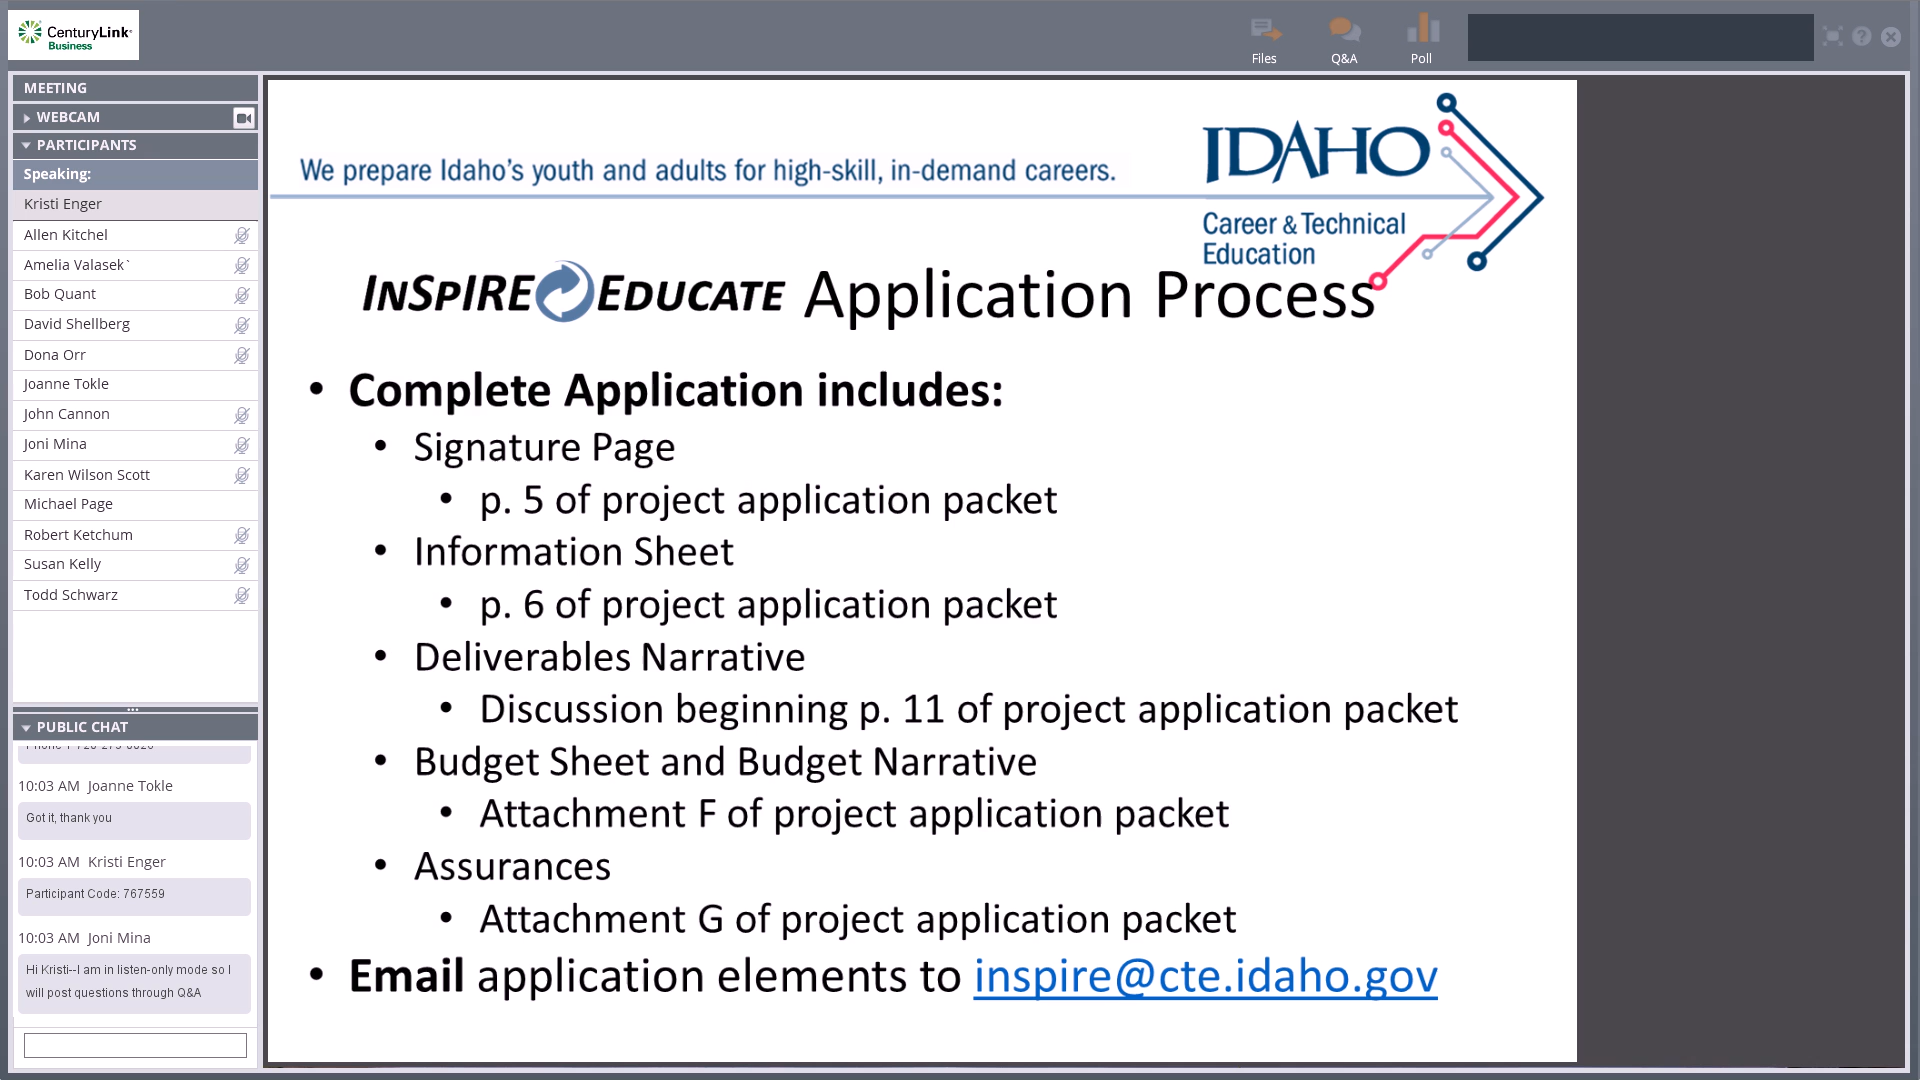 CenturyLink
Business
Files
Q&A
Poll
MEETING
WEBCAM
PARTICIPANTS
Speaking:
Kristi Enger
Allen Kitchel
Amelia Valasek`
Bob Quant
David Shellberg
Dona Orr
Joanne Tokle
John Cannon
Joni Mina
Karen Wilson Scott
Michael Page
Robert Ketchum
Susan Kelly
Todd Schwarz
PUBLIC CHAT
10:03 AM Joanne Tokle
Got it, thank you
10:03 AM Kristi Enger
Participant Code: 767559
10:03 AM Joni Mina
Hi Kristi--I am in listen-only mode so I
will post questions through Q&A
We prepare Idaho's youth and adults for high-skill, in-demand careers.
IDAHO
Career & Technical
Education
INSPIRE EDUCATE Application Process
• Complete Application includes:
• Signature Page
• p. 5 of project application packet
• Information Sheet
• p. 6 of project application packet
• Deliverables Narrative
• Discussion beginning p. 11 of project application packet
• Budget Sheet and Budget Narrative
• Attachment F of project application packet
• Assurances
• Attachment G of project application packet
• Email application elements to inspire@cte.idaho.gov